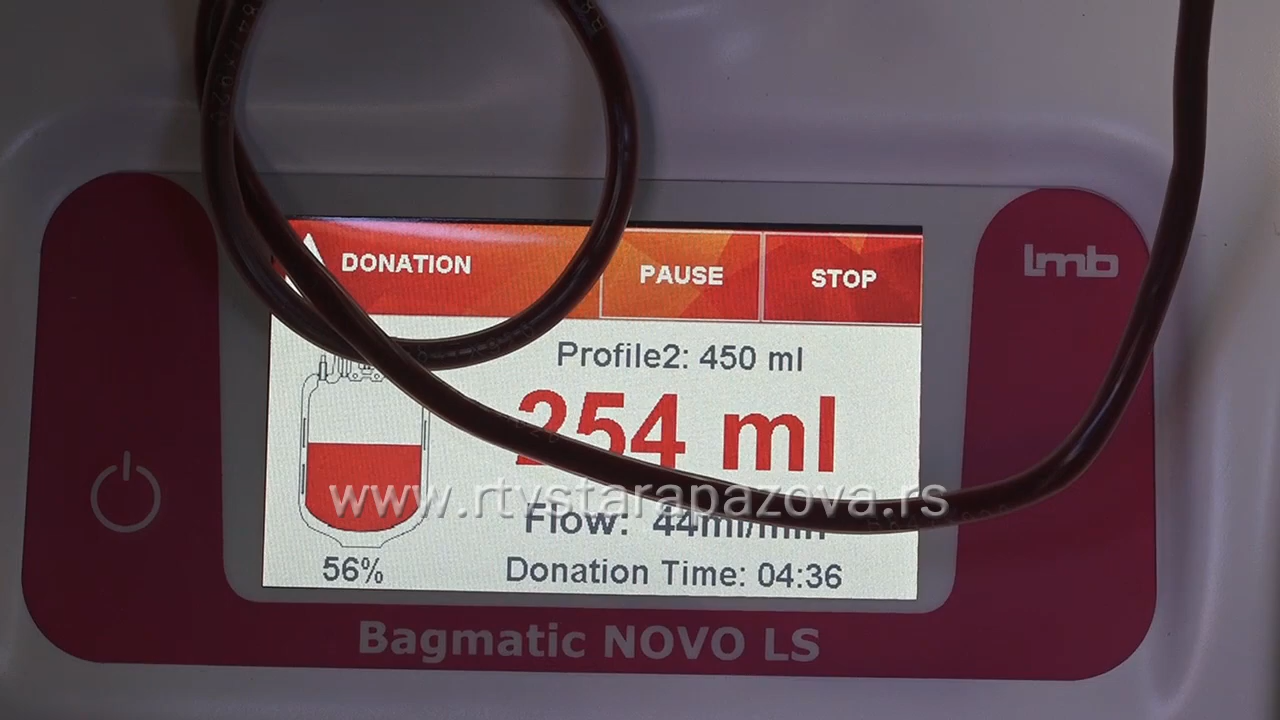 DONATION
PAUSE
STOP
lmb
Profile2: 450 ml
254 ml
www.rtvstarapazova.rs
Flow: 44ml/min
56%
Donation Time: 04:36
Bagmatic NOVO LS